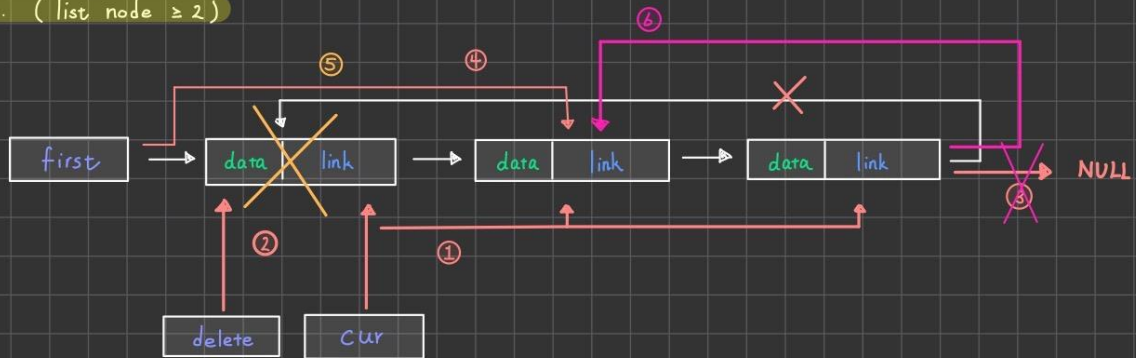 . ( list node ≥ 2 )
⑥
⑤ ④
first data link data link data link NULL
③
② ①
delete cur